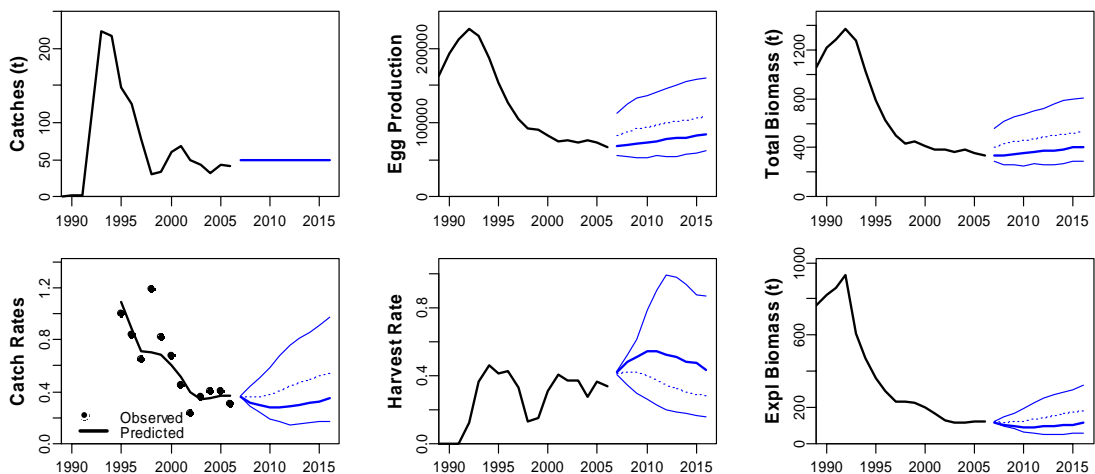 Catches (t)
0 50 100 200
1990 1995 2000 2005 2010 2015
Egg Production
0 100000 200000
1990 1995 2000 2005 2010 2015
Total Biomass (t)
0 400 800 1200
1990 1995 2000 2005 2010 2015
Catch Rates
0.0 0.4 0.8 1.2
Observed
Predicted
1990 1995 2000 2005 2010 2015
Harvest Rate
0.0 0.4 0.8
1990 1995 2000 2005 2010 2015
Expl Biomass (t)
0 200 600 1000
1990 1995 2000 2005 2010 2015